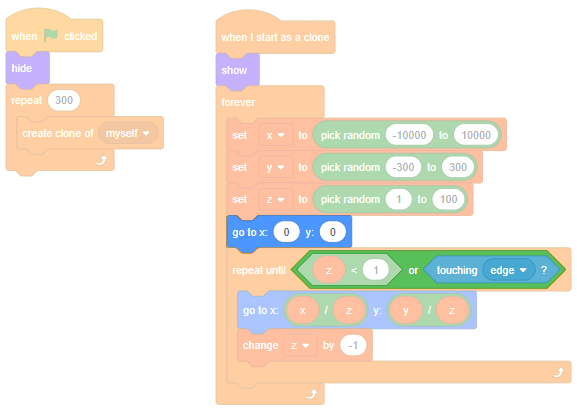 when clicked
hide
repeat 300
create clone of myself
when I start as a clone
show
forever
set x to pick random -10000 to 10000
set y to pick random -300 to 300
set z to pick random 1 to 100
go to x: 0 y: 0
repeat until z < 1 or touching edge ?
go to x: x / z y: y / z
change z by -1